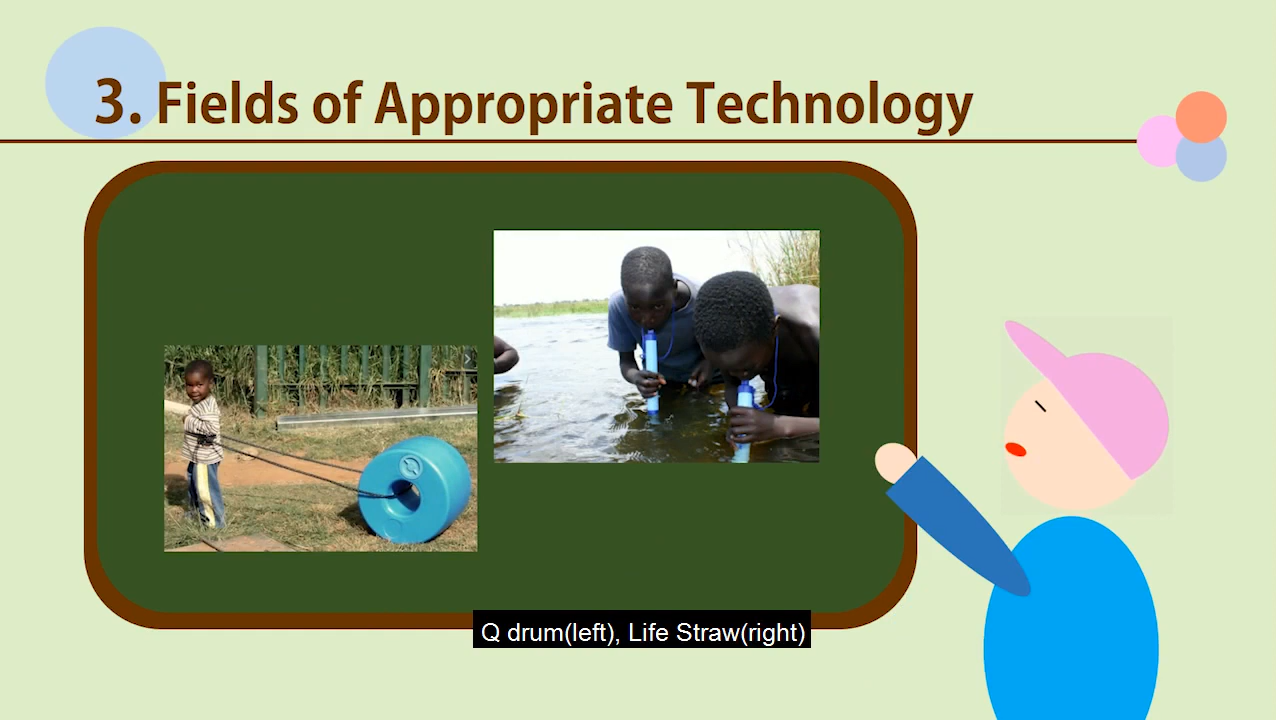 3. Fields of Appropriate Technology
Q drum(left), Life Straw(right)